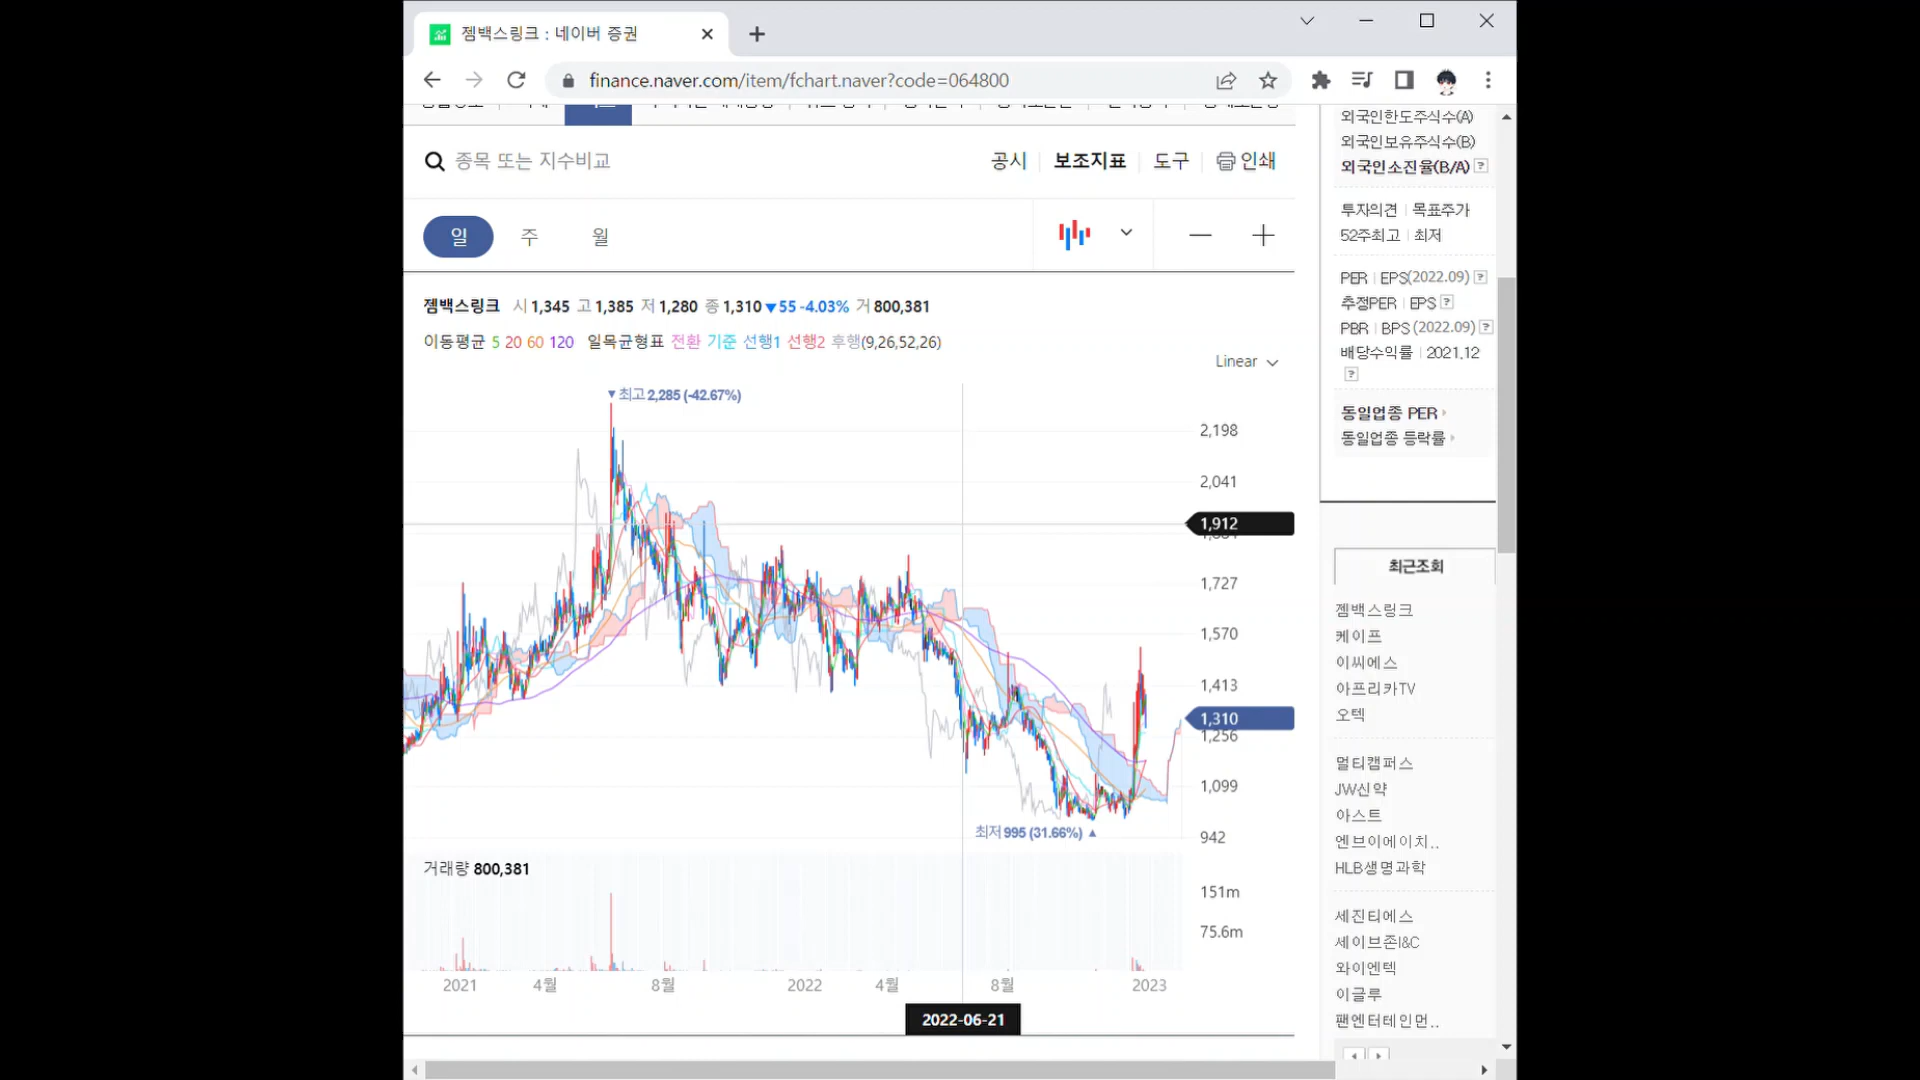 젬백스링크 : 네이버 증권
finance.naver.com/item/fchart.naver?code=064800
종목 또는 지수비교
공시 보조지표 도구 인쇄
일 주 월
젬백스링크 시 1,345 고 1,385 저 1,280 종 1,310 ▼55 -4.03% 거 800,381
이동평균 5 20 60 120 일목균형표 전환 기준 선행1 선행2 후행(9,26,52,26)
Linear
▼최고 2,285 (-42.67%)
2,198
2,041
1,912
1,727
1,570
1,413
1,310
1,256
1,099
942
최저 995 (31.66%) ▲
거래량 800,381
151m
75.6m
2021 4월 8월 2022 4월 8월 2023
2022-06-21
외국인한도주식수(A)
외국인보유주식수(B)
외국인소진율(B/A) ?
투자의견 | 목표주가
52주최고 | 최저
PER | EPS(2022.09) ?
추정PER | EPS ?
PBR | BPS (2022.09) ?
배당수익률 | 2021.12
?
동일업종 PER
동일업종 등락률
최근조회
젬백스링크
케이프
이씨에스
아프리카TV
오텍
멀티캠퍼스
JW신약
아스트
엔브이에이치..
HLB생명과학
세진티에스
세이브존I&C
와이엔텍
이글루
팬엔터테인먼..